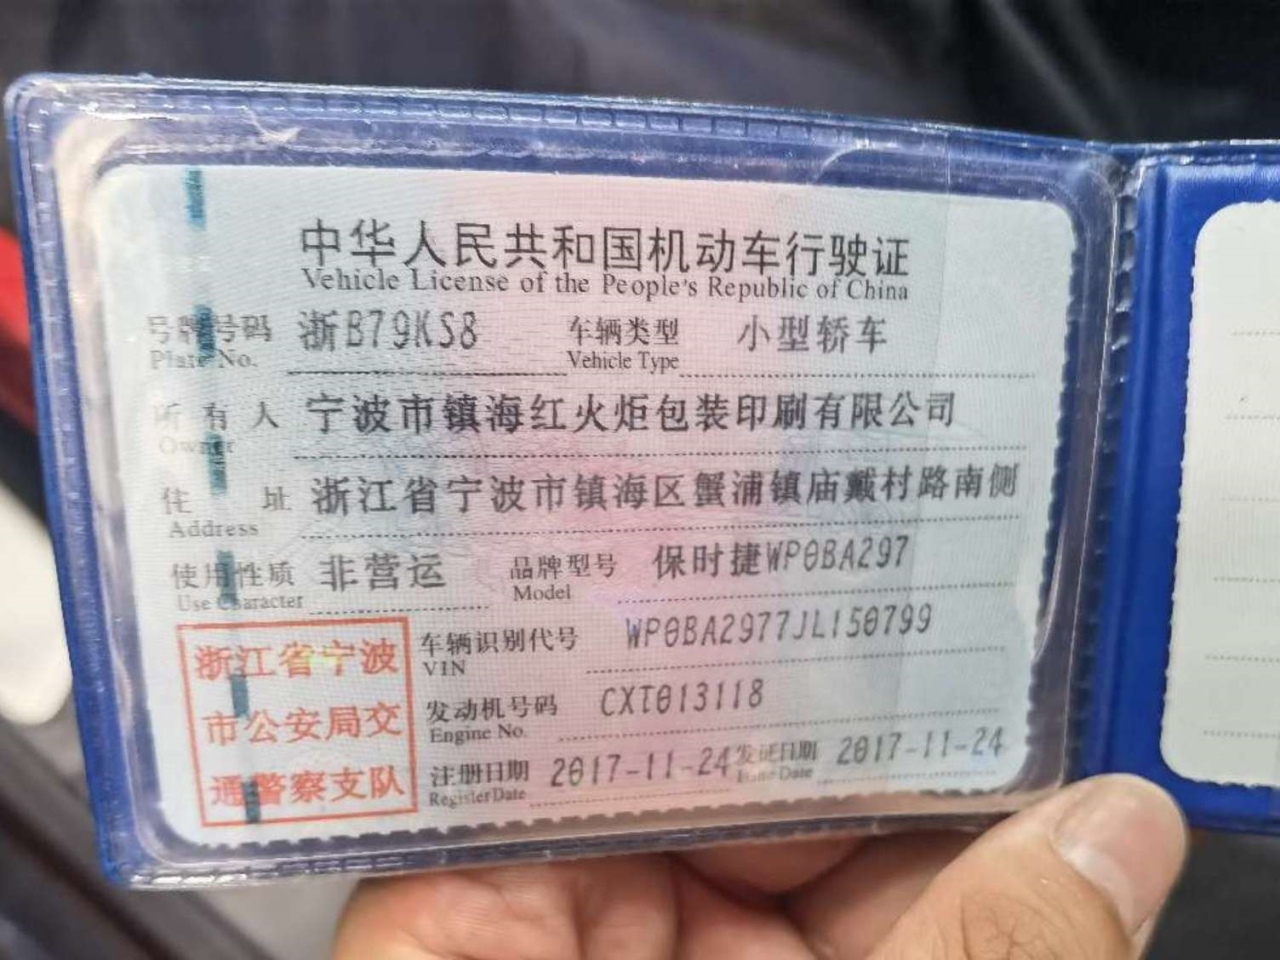 中华人民共和国机动车行驶证
Vehicle License of the People's Republic of China
号牌号码 浙B79KS8 车辆类型 小型轿车
Plate No. Vehicle Type
所有人 宁波市镇海红火炬包装印刷有限公司
Owner
住址 浙江省宁波市镇海区蟹浦镇庙戴村路南侧
Address
使用性质 非营运 品牌型号 保时捷WP0BA297
Use Character Model
浙江省宁波
市公安局交
通警察支队
车辆识别代号 WP0BA2977JL150799
VIN
发动机号码 CXT013118
Engine No.
注册日期 2017-11-24 发证日期 2017-11-24
Register Date Issue Date